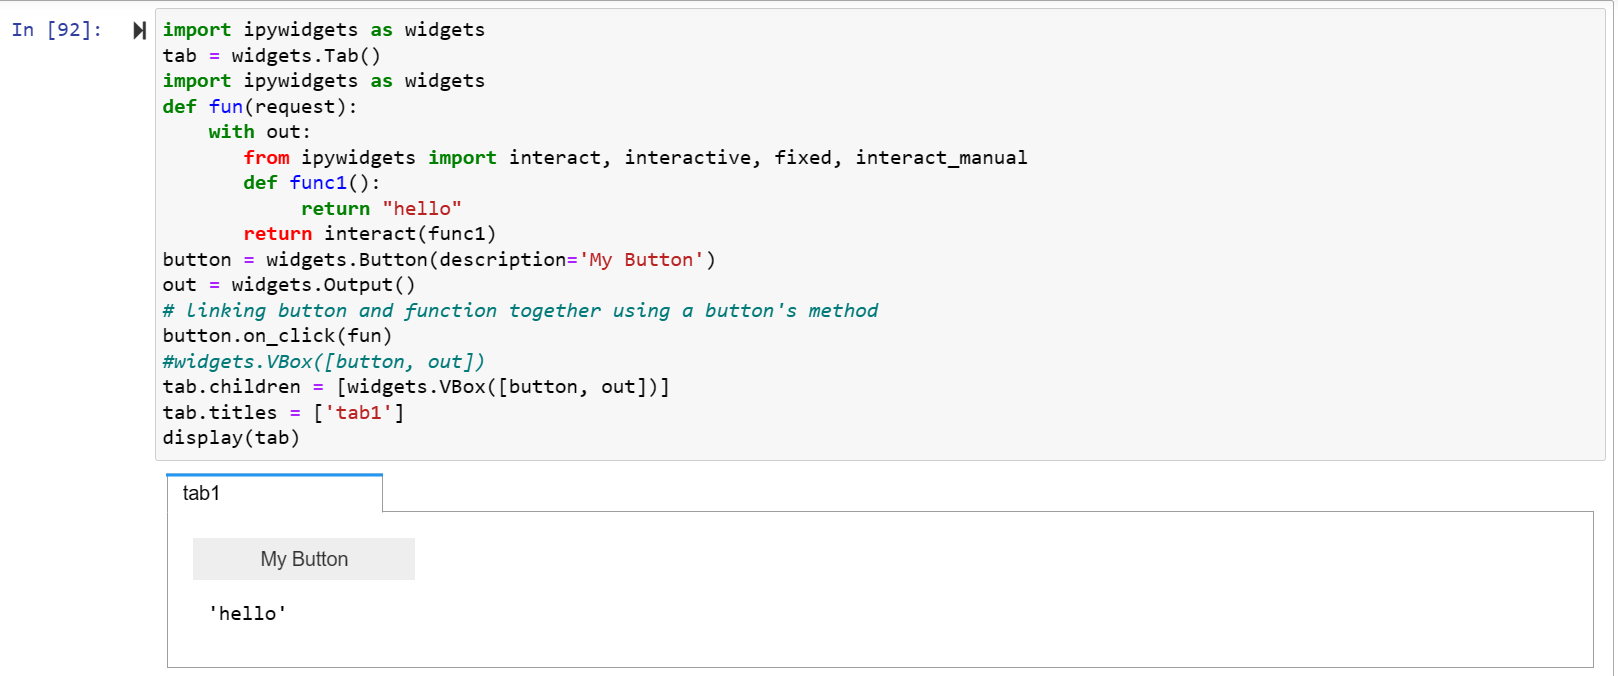 In [92]:
import ipywidgets as widgets
tab = widgets.Tab()
import ipywidgets as widgets
def fun(request):
    with out:
       from ipywidgets import interact, interactive, fixed, interact_manual
       def func1():
            return "hello"
       return interact(func1)
button = widgets.Button(description='My Button')
out = widgets.Output()
# linking button and function together using a button's method
button.on_click(fun)
#widgets.VBox([button, out])
tab.children = [widgets.VBox([button, out])]
tab.titles = ['tab1']
display(tab)
tab1
My Button
'hello'